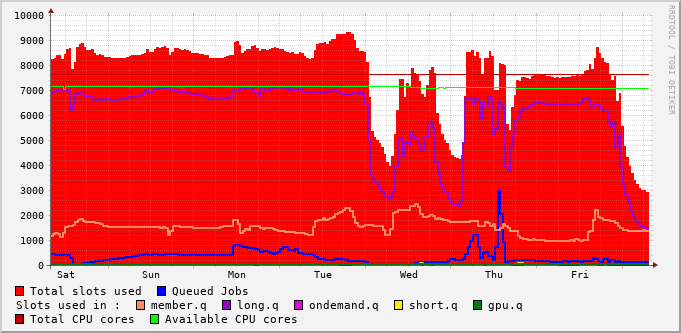 10000
9000
8000
7000
6000
5000
4000
3000
2000
1000
0
Sat Sun Mon Tue Wed Thu Fri
Total slots used Queued Jobs
Slots used in : member.q long.q ondemand.q short.q gpu.q
Total CPU cores Available CPU cores
RRDTOOL / TOBI OETIKER